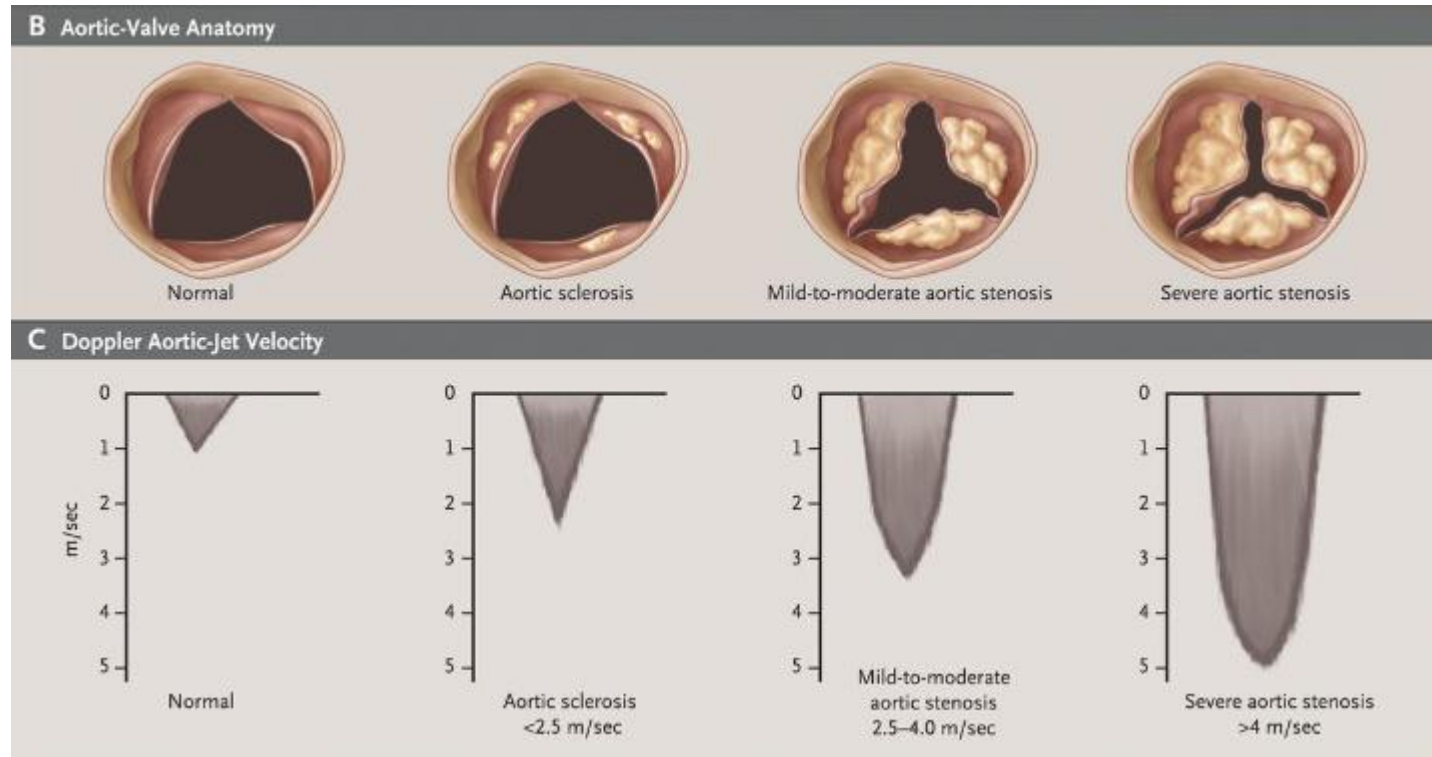 B Aortic-Valve Anatomy
Normal
Aortic sclerosis
Mild-to-moderate aortic stenosis
Severe aortic stenosis
C Doppler Aortic-Jet Velocity
m/sec
0
1
2
3
4
5
Normal
0
1
2
3
4
5
Aortic sclerosis
<2.5 m/sec
0
1
2
3
4
5
Mild-to-moderate
aortic stenosis
2.5–4.0 m/sec
0
1
2
3
4
5
Severe aortic stenosis
>4 m/sec